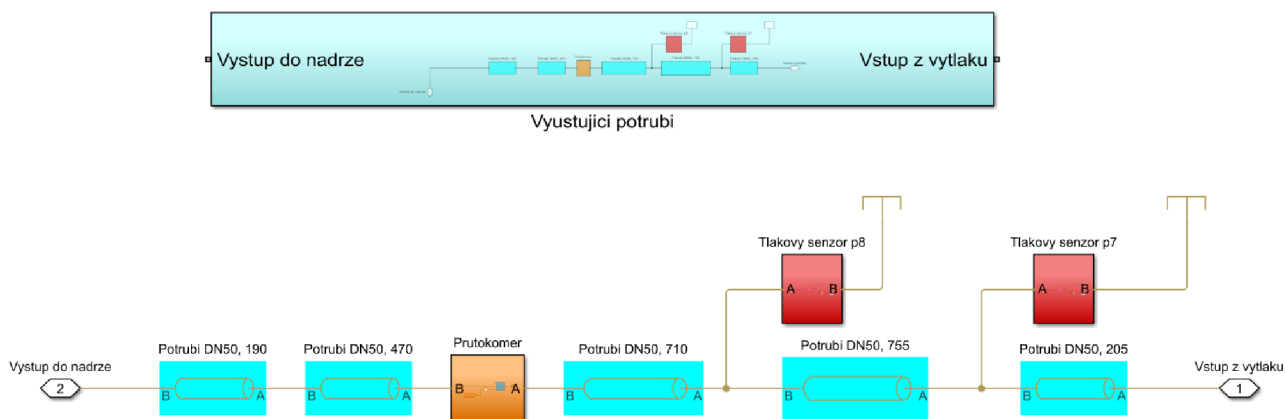 Vystup do nadrze
Vstup z vytlaku
Vyustujici potrubi
Tlakovy senzor p8
Tlakovy senzor p7
A
B
A
B
Potrubi DN50, 190
Potrubi DN50, 470
Prutokomer
Potrubi DN50, 710
Potrubi DN50, 755
Potrubi DN50, 205
Vystup do nadrze
Vstup z vytlaku
2
B
A
B
A
B
A
B
A
B
A
B
A
1